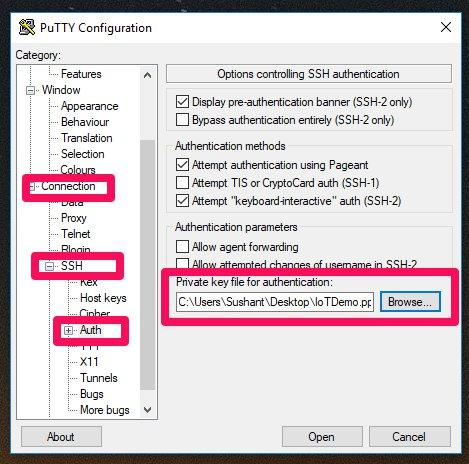 PuTTY Configuration
Category:
Features
Window
Appearance
Behaviour
Translation
Selection
Colours
Connection
Data
Proxy
Telnet
Rlogin
SSH
Kex
Host keys
Cipher
Auth
TTY
X11
Tunnels
Bugs
More bugs
Options controlling SSH authentication
Display pre-authentication banner (SSH-2 only)
Bypass authentication entirely (SSH-2 only)
Authentication methods
Attempt authentication using Pageant
Attempt TIS or CryptoCard auth (SSH-1)
Attempt "keyboard-interactive" auth (SSH-2)
Authentication parameters
Allow agent forwarding
Allow attempted changes of username in SSH-2
Private key file for authentication:
C:\Users\Sushant\Desktop\IoTDemo.pp
Browse...
About
Open
Cancel